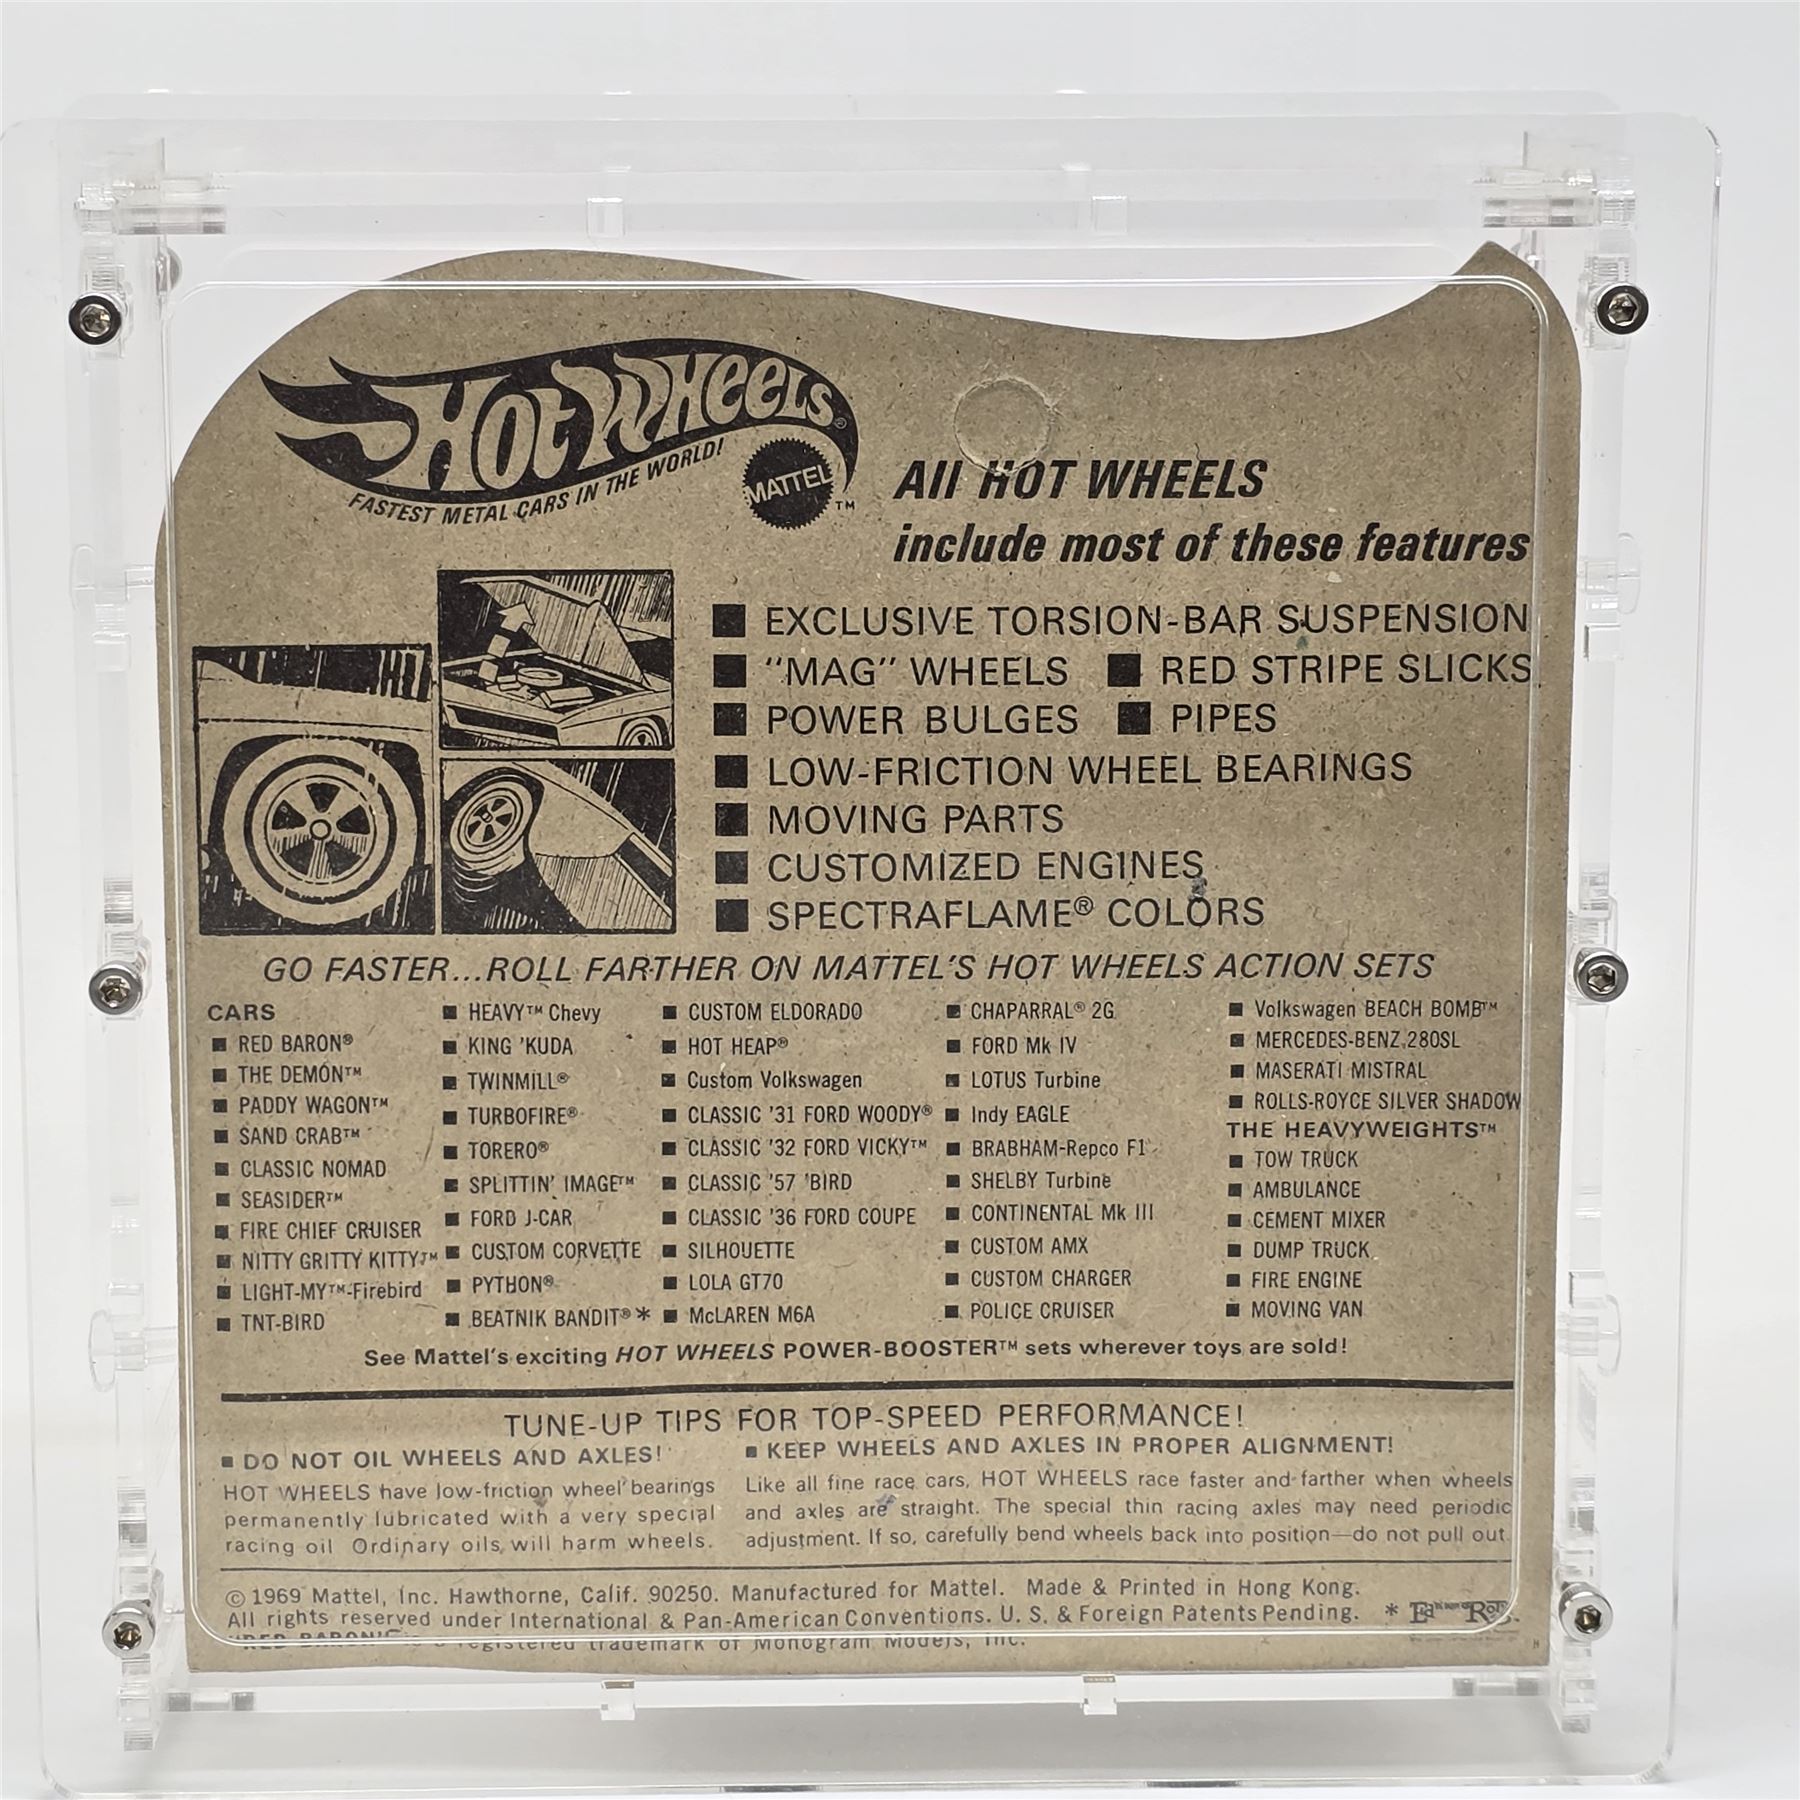 HOT WHEELS®
FASTEST METAL CARS IN THE WORLD!
MATTEL™
All HOT WHEELS
include most of these features
■ EXCLUSIVE TORSION-BAR SUSPENSION
■ "MAG" WHEELS ■ RED STRIPE SLICKS
■ POWER BULGES ■ PIPES
■ LOW-FRICTION WHEEL BEARINGS
■ MOVING PARTS
■ CUSTOMIZED ENGINES
■ SPECTRAFLAME® COLORS
GO FASTER...ROLL FARTHER ON MATTEL'S HOT WHEELS ACTION SETS
CARS
■ RED BARON®
■ THE DEMON™
■ PADDY WAGON™
■ SAND CRAB™
■ CLASSIC NOMAD
■ SEASIDER™
■ FIRE CHIEF CRUISER
■ NITTY GRITTY KITTY™
■ LIGHT-MY™-Firebird
■ TNT-BIRD
■ HEAVY™ Chevy
■ KING 'KUDA
■ TWINMILL®
■ TURBOFIRE®
■ TORERO®
■ SPLITTIN' IMAGE™
■ FORD J-CAR
■ CUSTOM CORVETTE
■ PYTHON®
■ BEATNIK BANDIT®*
■ CUSTOM ELDORADO
■ HOT HEAP®
■ Custom Volkswagen
■ CLASSIC '31 FORD WOODY®
■ CLASSIC '32 FORD VICKY™
■ CLASSIC '57 'BIRD
■ CLASSIC '36 FORD COUPE
■ SILHOUETTE
■ LOLA GT70
■ McLAREN M6A
■ CHAPARRAL® 2G
■ FORD Mk IV
■ LOTUS Turbine
■ Indy EAGLE
■ BRABHAM-Repco F1
■ SHELBY Turbine
■ CONTINENTAL Mk III
■ CUSTOM AMX
■ CUSTOM CHARGER
■ POLICE CRUISER
■ Volkswagen BEACH BOMB™
■ MERCEDES-BENZ 280SL
■ MASERATI MISTRAL
■ ROLLS-ROYCE SILVER SHADOW
THE HEAVYWEIGHTS™
■ TOW TRUCK
■ AMBULANCE
■ CEMENT MIXER
■ DUMP TRUCK
■ FIRE ENGINE
■ MOVING VAN
See Mattel's exciting HOT WHEELS POWER-BOOSTER™ sets wherever toys are sold!
TUNE-UP TIPS FOR TOP-SPEED PERFORMANCE!
■ DO NOT OIL WHEELS AND AXLES!
HOT WHEELS have low-friction wheel bearings
permanently lubricated with a very special
racing oil Ordinary oils will harm wheels.
■ KEEP WHEELS AND AXLES IN PROPER ALIGNMENT!
Like all fine race cars, HOT WHEELS race faster and farther when wheels
and axles are straight. The special thin racing axles may need periodic
adjustment. If so, carefully bend wheels back into position—do not pull out.
© 1969 Mattel, Inc. Hawthorne, Calif. 90250. Manufactured for Mattel. Made & Printed in Hong Kong.
All rights reserved under International & Pan-American Conventions. U. S. & Foreign Patents Pending. * Ed
"RED BARON" is a registered trademark of Monogram Models, Inc.